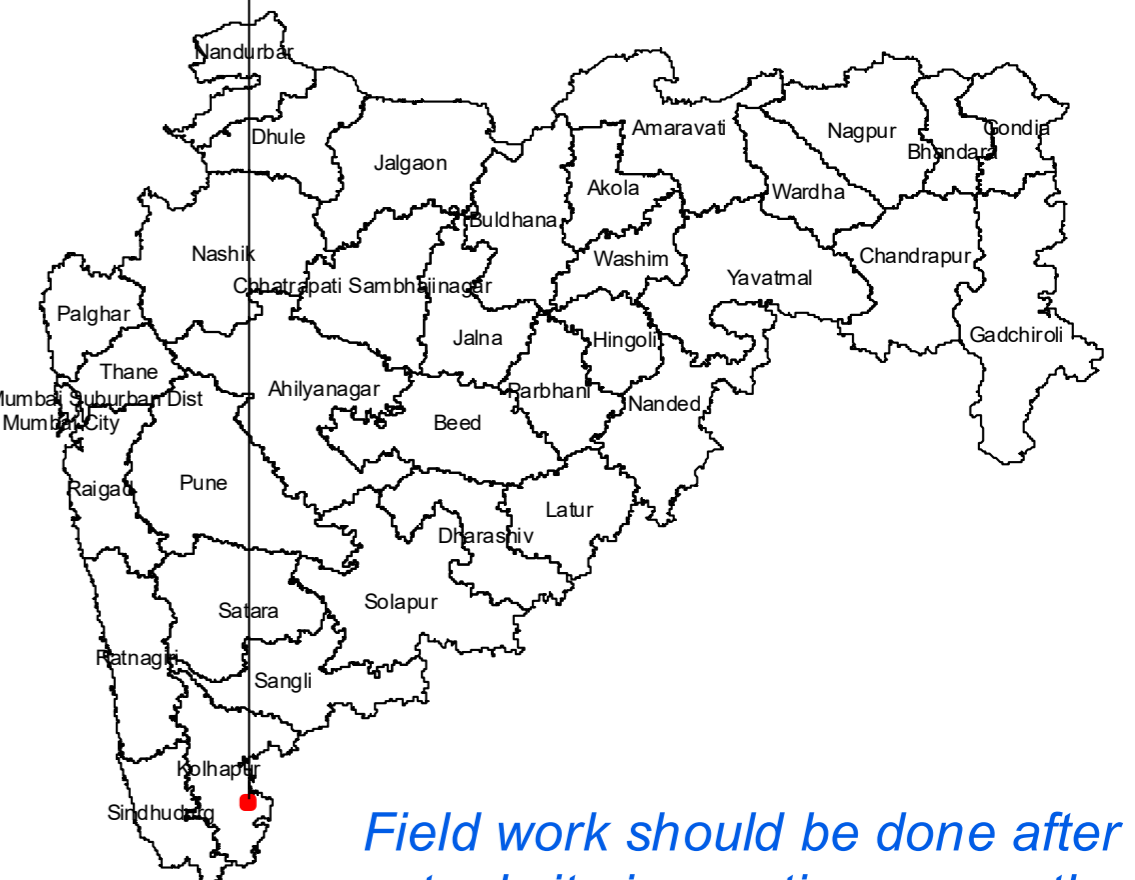 Nandurbar
Dhule
Jalgaon
Amaravati
Nagpur
Gondia
Bhandara
Akola
Wardha
Buldhana
Nashik
Washim
Chandrapur
Yavatmal
Chhatrapati Sambhajinagar
Palghar
Jalna
Hingoli
Gadchiroli
Thane
Ahilyanagar
Parbhani
Mumbai Suburban Dist
Nanded
Mumbai City
Beed
Raigad
Pune
Latur
Dharashiv
Satara
Solapur
Ratnagiri
Sangli
Kolhapur
Sindhudurg
Field work should be done after